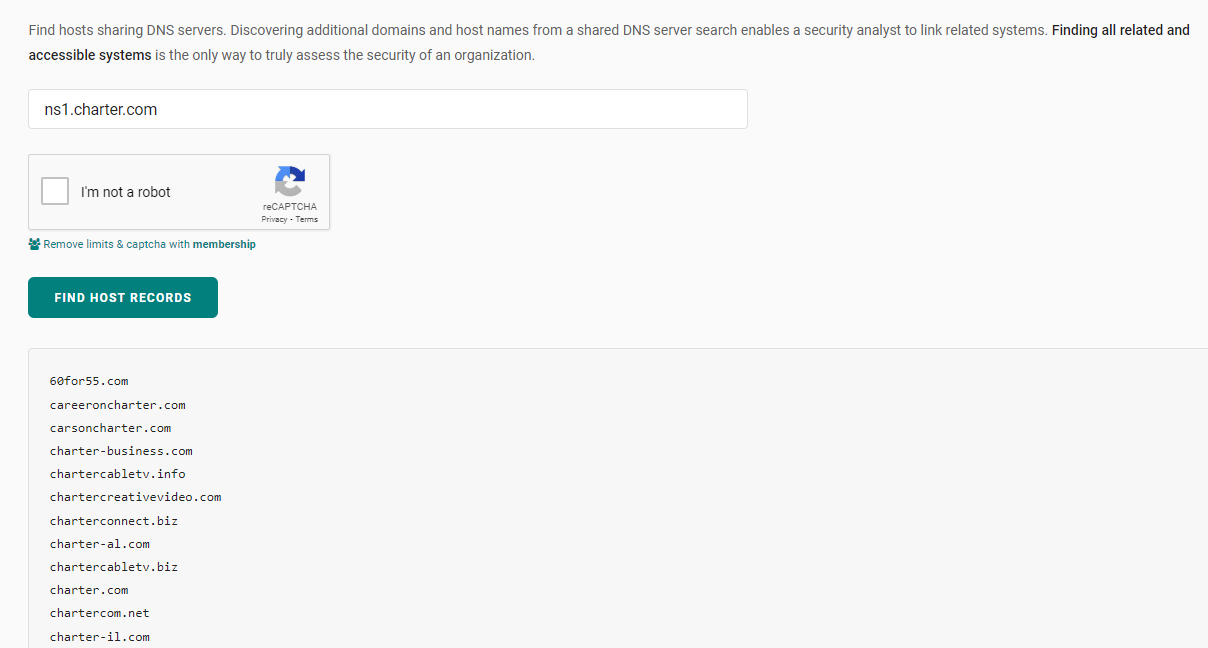 Find hosts sharing DNS servers. Discovering additional domains and host names from a shared DNS server search enables a security analyst to link related systems. Finding all related and
accessible systems is the only way to truly assess the security of an organization.
ns1.charter.com
I'm not a robot
reCAPTCHA
Privacy - Terms
Remove limits & captcha with membership
FIND HOST RECORDS
60for55.com
careeroncharter.com
carsoncharter.com
charter-business.com
chartercabletv.info
chartercreativevideo.com
charterconnect.biz
charter-al.com
chartercabletv.biz
charter.com
chartercom.net
charter-il.com